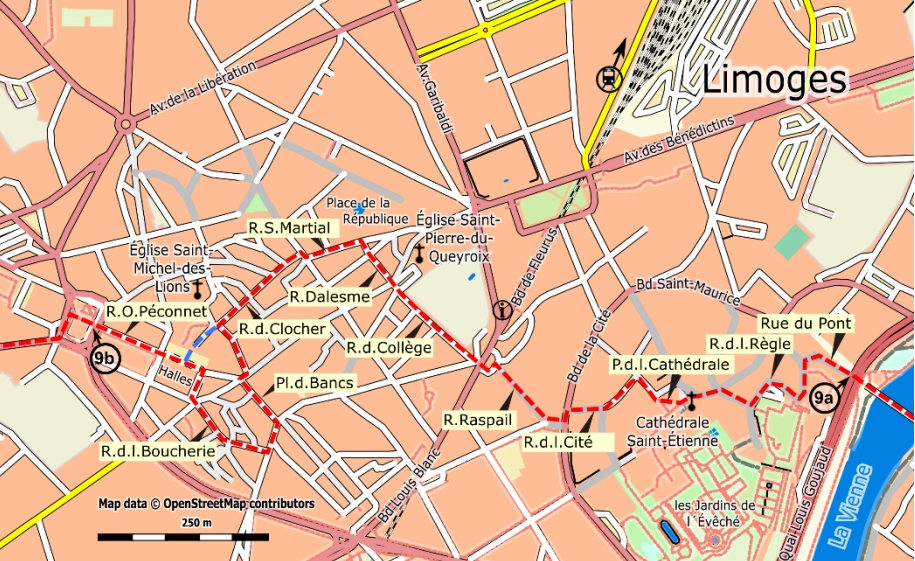 Limoges
Av.de la Libération
Av.Garibaldi
Av.des Bénédictins
Place de la
République
Église Saint-
Pierre-du-
Queyroix
R.S.Martial
Église Saint-
Michel-des-
Lions
R.Dalesme
R.O.Péconnet
R.d.Clocher
R.d.Collège
Bd.de Fleurus
i
Bd Saint-Maurice
Bd.de la Cité
Rue du Pont
R.d.l.Règle
P.d.l.Cathédrale
9b
Halles
Pl.d.Bancs
9a
R.Raspail
R.d.l.Cité
Cathédrale
Saint-Étienne
R.d.l.Boucherie
Bd Louis Blanc
les Jardins de
l´Évêché
Quai Louis Goujaud
La Vienne
Map data © OpenStreetMap contributors
250 m